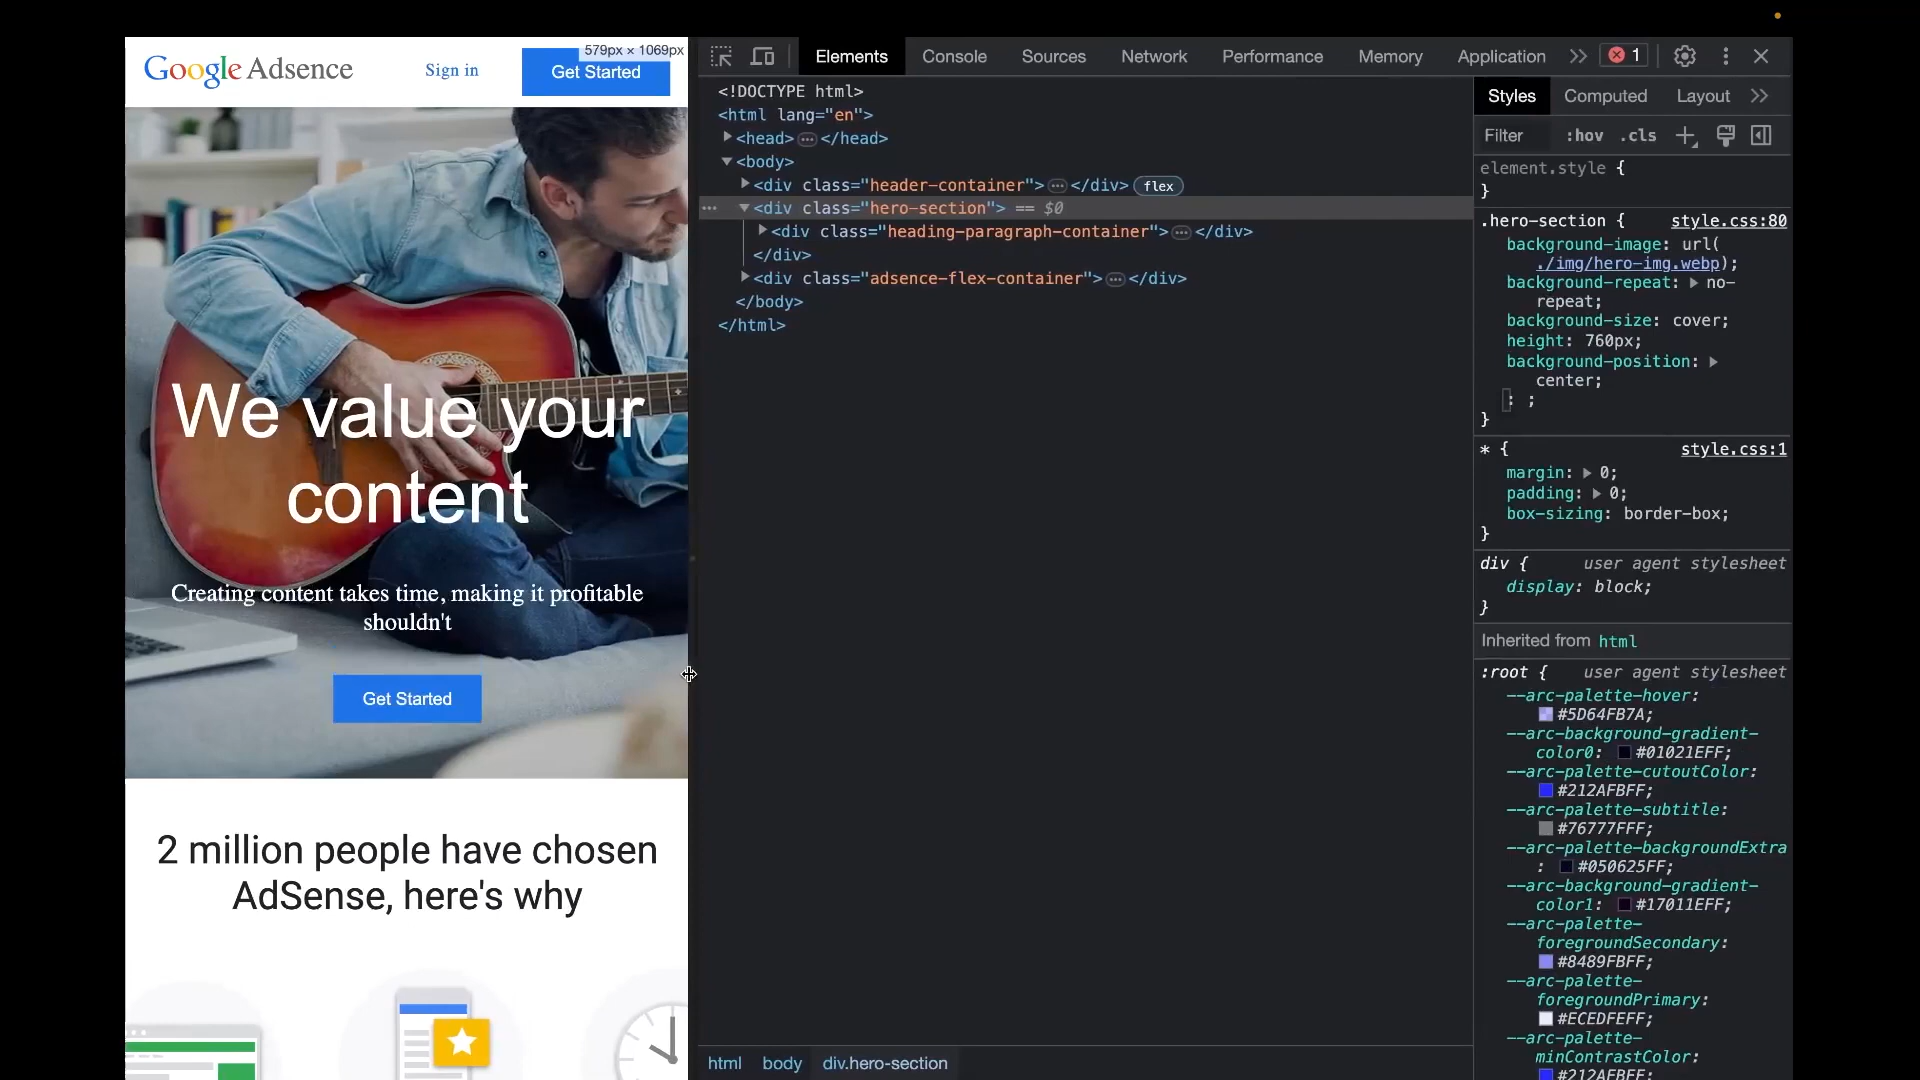 Google Adsence
Sign in
Get Started
579px × 1069px
We value your
content
Creating content takes time, making it profitable
shouldn't
Get Started
2 million people have chosen
AdSense, here's why
Elements
Console
Sources
Network
Performance
Memory
Application
1
<!DOCTYPE html>
<html lang="en">
<head>…</head>
<body>
<div class="header-container">…</div> flex
<div class="hero-section"> == $0
<div class="heading-paragraph-container">…</div>
</div>
<div class="adsence-flex-container">…</div>
</body>
</html>
html body div.hero-section
Styles Computed Layout
Filter :hov .cls
element.style {
}
.hero-section { style.css:80
background-image: url(
./img/hero-img.webp);
background-repeat: no-
repeat;
background-size: cover;
height: 760px;
background-position:
center;
: ;
}
* { style.css:1
margin: 0;
padding: 0;
box-sizing: border-box;
}
div { user agent stylesheet
display: block;
}
Inherited from html
:root { user agent stylesheet
--arc-palette-hover:
#5D64FB7A;
--arc-background-gradient-
color0: #01021EFF;
--arc-palette-cutoutColor:
#212AFBFF;
--arc-palette-subtitle:
#76777FFF;
--arc-palette-backgroundExtra
: #050625FF;
--arc-background-gradient-
color1: #17011EFF;
--arc-palette-
foregroundSecondary:
#8489FBFF;
--arc-palette-
foregroundPrimary:
#ECEDFEFF;
--arc-palette-
minContrastColor:
#212AFBFF;